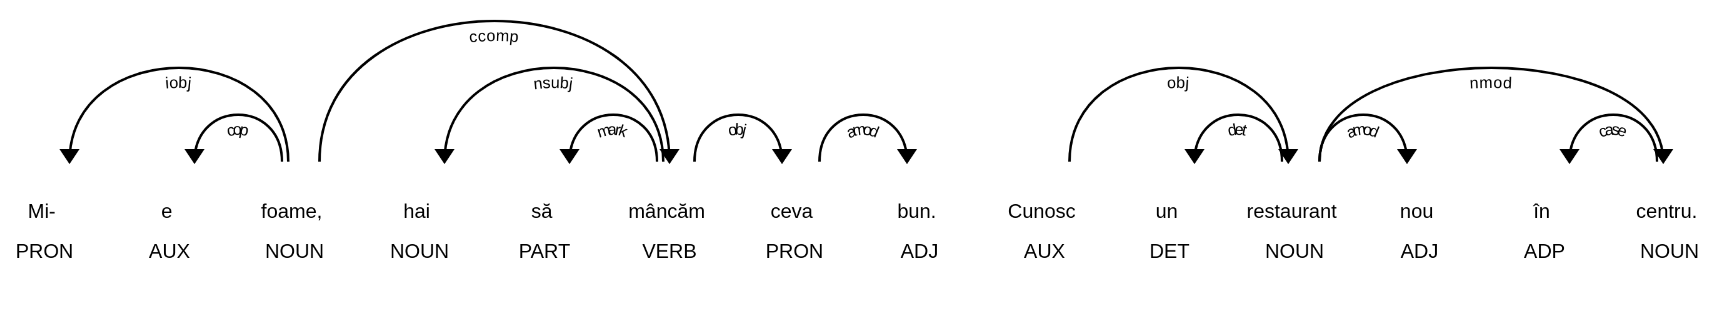 ccomp
iobj nsubj obj nmod
cop mark obj amod det amod case
Mi- e foame, hai să mâncăm ceva bun. Cunosc un restaurant nou în centru.
PRON AUX NOUN NOUN PART VERB PRON ADJ AUX DET NOUN ADJ ADP NOUN